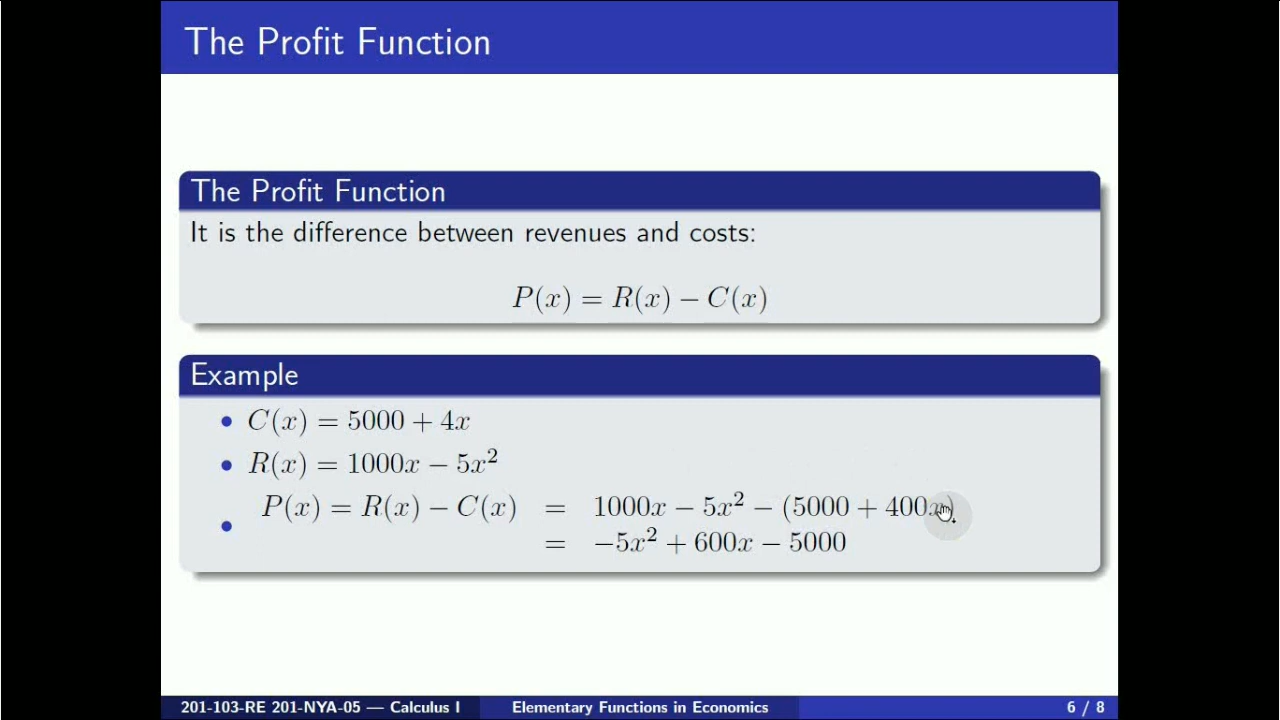 The Profit Function
The Profit Function
It is the difference between revenues and costs:
P(x) = R(x) − C(x)
Example
• C(x) = 5000 + 4x
• R(x) = 1000x − 5x²
• P(x) = R(x) − C(x) = 1000x − 5x² − (5000 + 400x)
= −5x² + 600x − 5000
201-103-RE 201-NYA-05 — Calculus I Elementary Functions in Economics 6 / 8